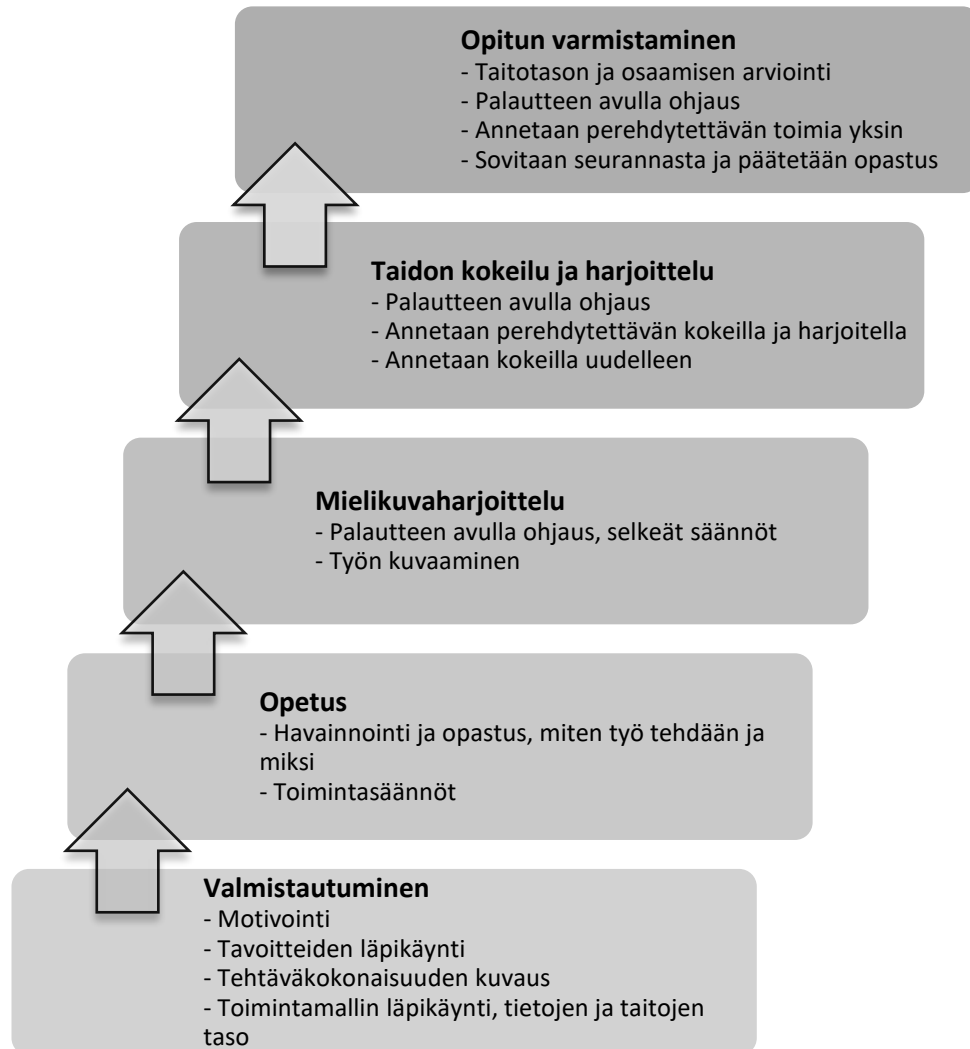 Opitun varmistaminen
- Taitotason ja osaamisen arviointi
- Palautteen avulla ohjaus
- Annetaan perehdytettävän toimia yksin
- Sovitaan seurannasta ja päätetään opastus
Taidon kokeilu ja harjoittelu
- Palautteen avulla ohjaus
- Annetaan perehdytettävän kokeilla ja harjoitella
- Annetaan kokeilla uudelleen
Mielikuvaharjoittelu
- Palautteen avulla ohjaus, selkeät säännöt
- Työn kuvaaminen
Opetus
- Havainnointi ja opastus, miten työ tehdään ja
miksi
- Toimintasäännöt
Valmistautuminen
- Motivointi
- Tavoitteiden läpikäynti
- Tehtäväkokonaisuuden kuvaus
- Toimintamallin läpikäynti, tietojen ja taitojen
taso